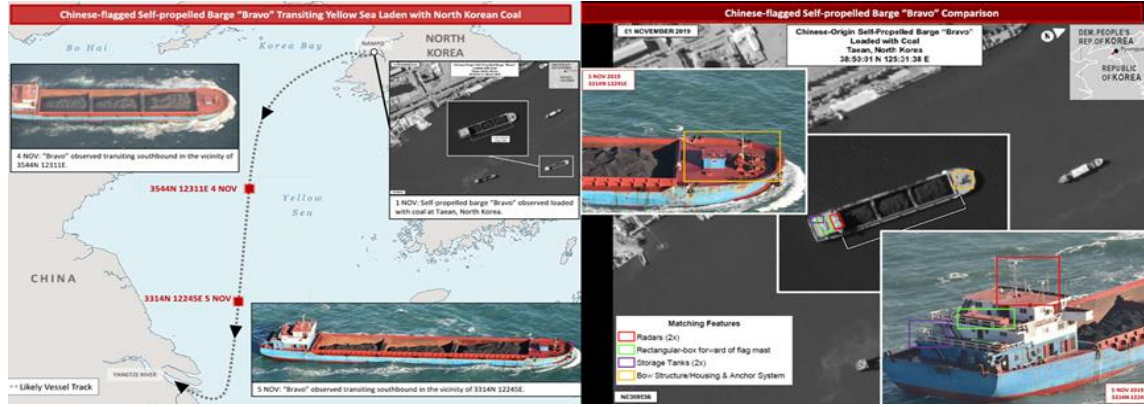 Chinese-flagged Self-propelled Barge "Bravo" Transiting Yellow Sea Laden with North Korean Coal
Bo Hai
Korea Bay
NAMPO
NORTH
KOREA
4 NOV: "Bravo" observed transiting southbound in the vicinity of
3544N 12311E.
3544N 12311E 4 NOV
Yellow
Sea
1 NOV: Self-propelled barge "Bravo" observed loaded
with coal at Taean, North Korea.
CHINA
3314N 12245E 5 NOV
YANGTZE RIVER
Likely Vessel Track
5 NOV: "Bravo" observed transiting southbound in the vicinity of 3314N 12245E.
Chinese-flagged Self-propelled Barge "Bravo" Comparison
01 NOVEMBER 2019
Chinese-Origin Self-Propelled Barge "Bravo"
Loaded with Coal
Taean, North Korea
N
DEM. PEOPLE'S
REP. OF KOREA
REPUBLIC
OF KOREA
5 NOV 2019
3314N 12245E
Matching Features
Radars (2x)
Rectangular-box forward of flag mast
Storage Tanks (2x)
Bow Structure/Housing & Anchor System
5 NOV 2019